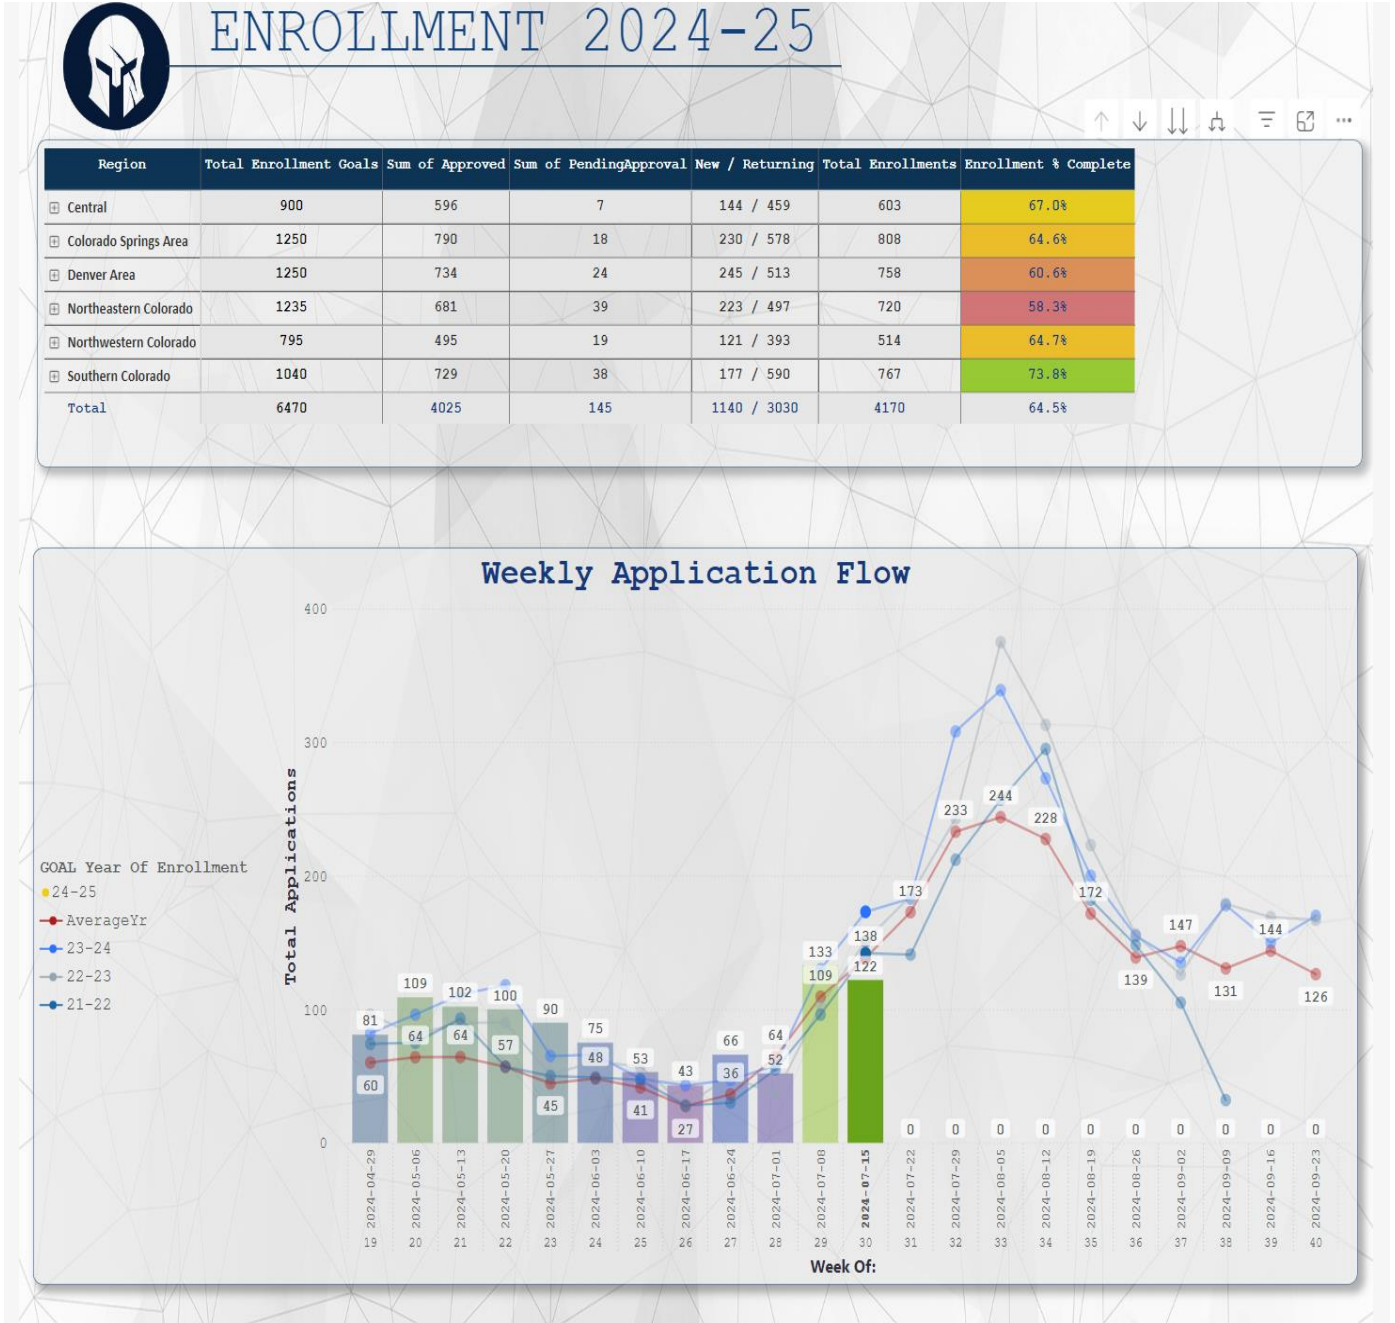 ENROLLMENT 2024-25
Region Total Enrollment Goals Sum of Approved Sum of PendingApproval New / Returning Total Enrollments Enrollment % Complete
Central 900 596 7 144 / 459 603 67.0%
Colorado Springs Area 1250 790 18 230 / 578 808 64.6%
Denver Area 1250 734 24 245 / 513 758 60.6%
Northeastern Colorado 1235 681 39 223 / 497 720 58.3%
Northwestern Colorado 795 495 19 121 / 393 514 64.7%
Southern Colorado 1040 729 38 177 / 590 767 73.8%
Total 6470 4025 145 1140 / 3030 4170 64.5%
Weekly Application Flow
400
300
200
100
0
Total Applications
GOAL Year Of Enrollment
24-25
AverageYr
23-24
22-23
21-22
244
233
228
173
172
147
144
138
133
139
131
126
122
109
109
102
100
90
81
75
66
64
64
64
57
53
52
48
43
36
60
45
41
27
0 0 0 0 0 0 0 0 0 0
2024-04-29 2024-05-06 2024-05-13 2024-05-20 2024-05-27 2024-06-03 2024-06-10 2024-06-17 2024-06-24 2024-07-01 2024-07-08 2024-07-15 2024-07-22 2024-07-29 2024-08-05 2024-08-12 2024-08-19 2024-08-26 2024-09-02 2024-09-09 2024-09-16 2024-09-23
19 20 21 22 23 24 25 26 27 28 29 30 31 32 33 34 35 36 37 38 39 40
Week Of: